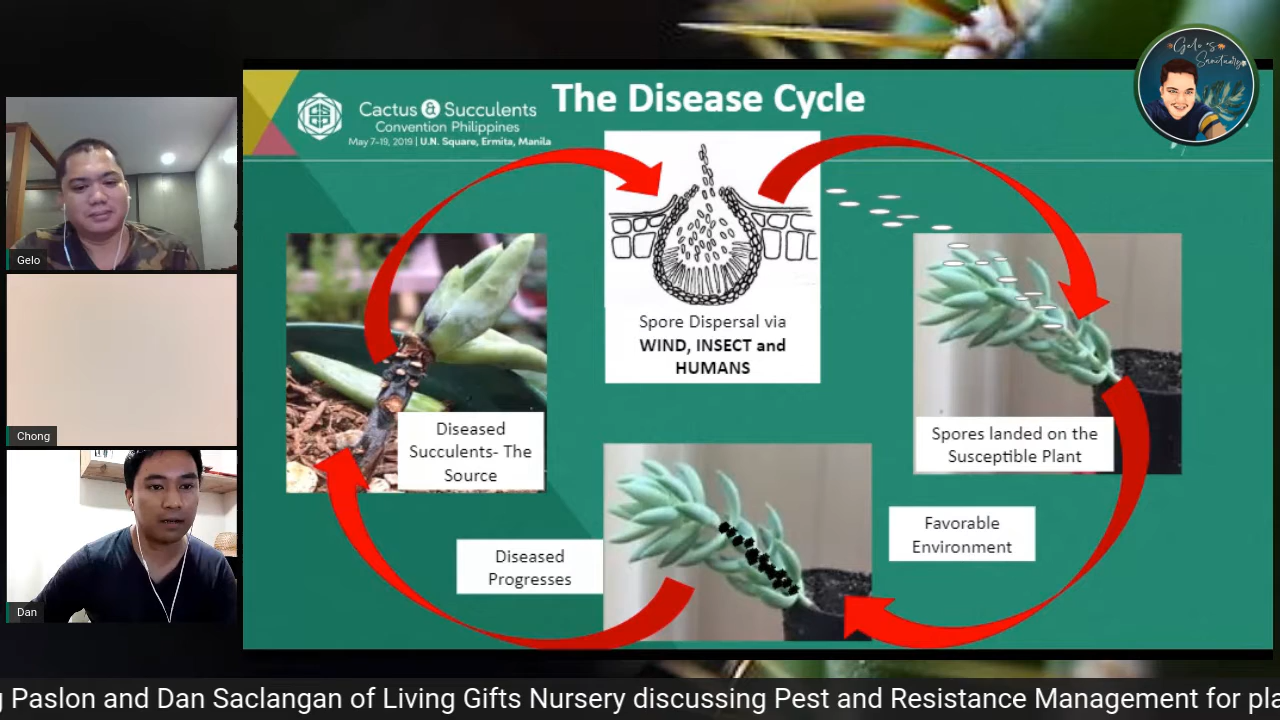 The Disease Cycle
Cactus & Succulents
Convention Philippines
May 7-19, 2019 | U.N. Square, Ermita, Manila
Gelo's
Sanctuary
Gelo
Chong
Dan
Spore Dispersal via
WIND, INSECT and
HUMANS
Diseased
Succulents- The
Source
Spores landed on the
Susceptible Plant
Favorable
Environment
Diseased
Progresses
Paslon and Dan Saclangan of Living Gifts Nursery discussing Pest and Resistance Management for